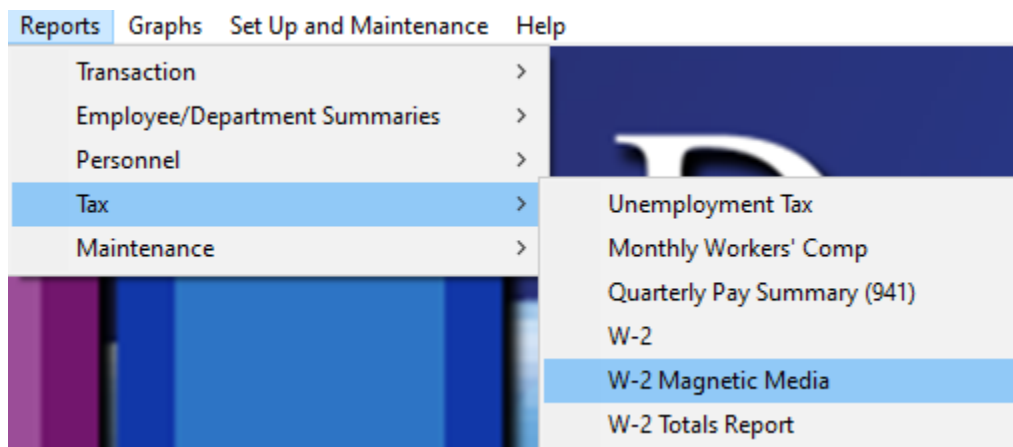 Reports Graphs Set Up and Maintenance Help
Transaction
Employee/Department Summaries
Personnel
Tax
Maintenance
Unemployment Tax
Monthly Workers' Comp
Quarterly Pay Summary (941)
W-2
W-2 Magnetic Media
W-2 Totals Report